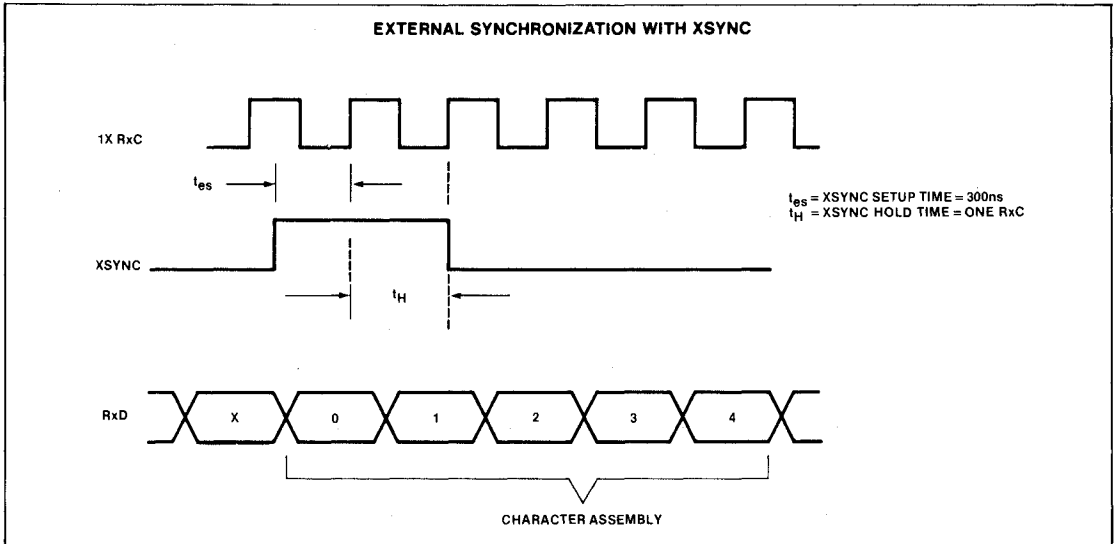 EXTERNAL SYNCHRONIZATION WITH XSYNC
1X RxC
tes
tes = XSYNC SETUP TIME = 300ns
tH = XSYNC HOLD TIME = ONE RxC
XSYNC
tH
RxD
X 0 1 2 3 4
CHARACTER ASSEMBLY